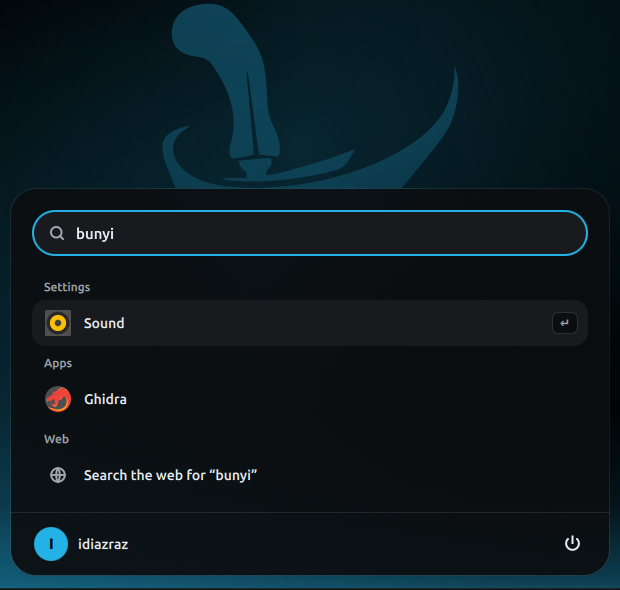 bunyi
Settings
Sound
Apps
Ghidra
Web
Search the web for “bunyi”
I idiazraz